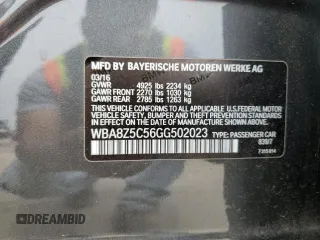 MFD BY BAYERISCHE MOTOREN WERKE AG
03/16
GVWR 4925 lbs 2234 kg
GAWR FRONT 2270 lbs 1030 kg
GAWR REAR 2785 lbs 1263 kg
THIS VEHICLE CONFORMS TO ALL APPLICABLE U.S. FEDERAL MOTOR
VEHICLE SAFETY, BUMPER, AND THEFT PREVENTION STANDARDS
IN EFFECT ON THE DATE OF MANUFACTURE SHOWN ABOVE.
WBA8Z5C56GG502023
TYPE: PASSENGER CAR
DREAMBID